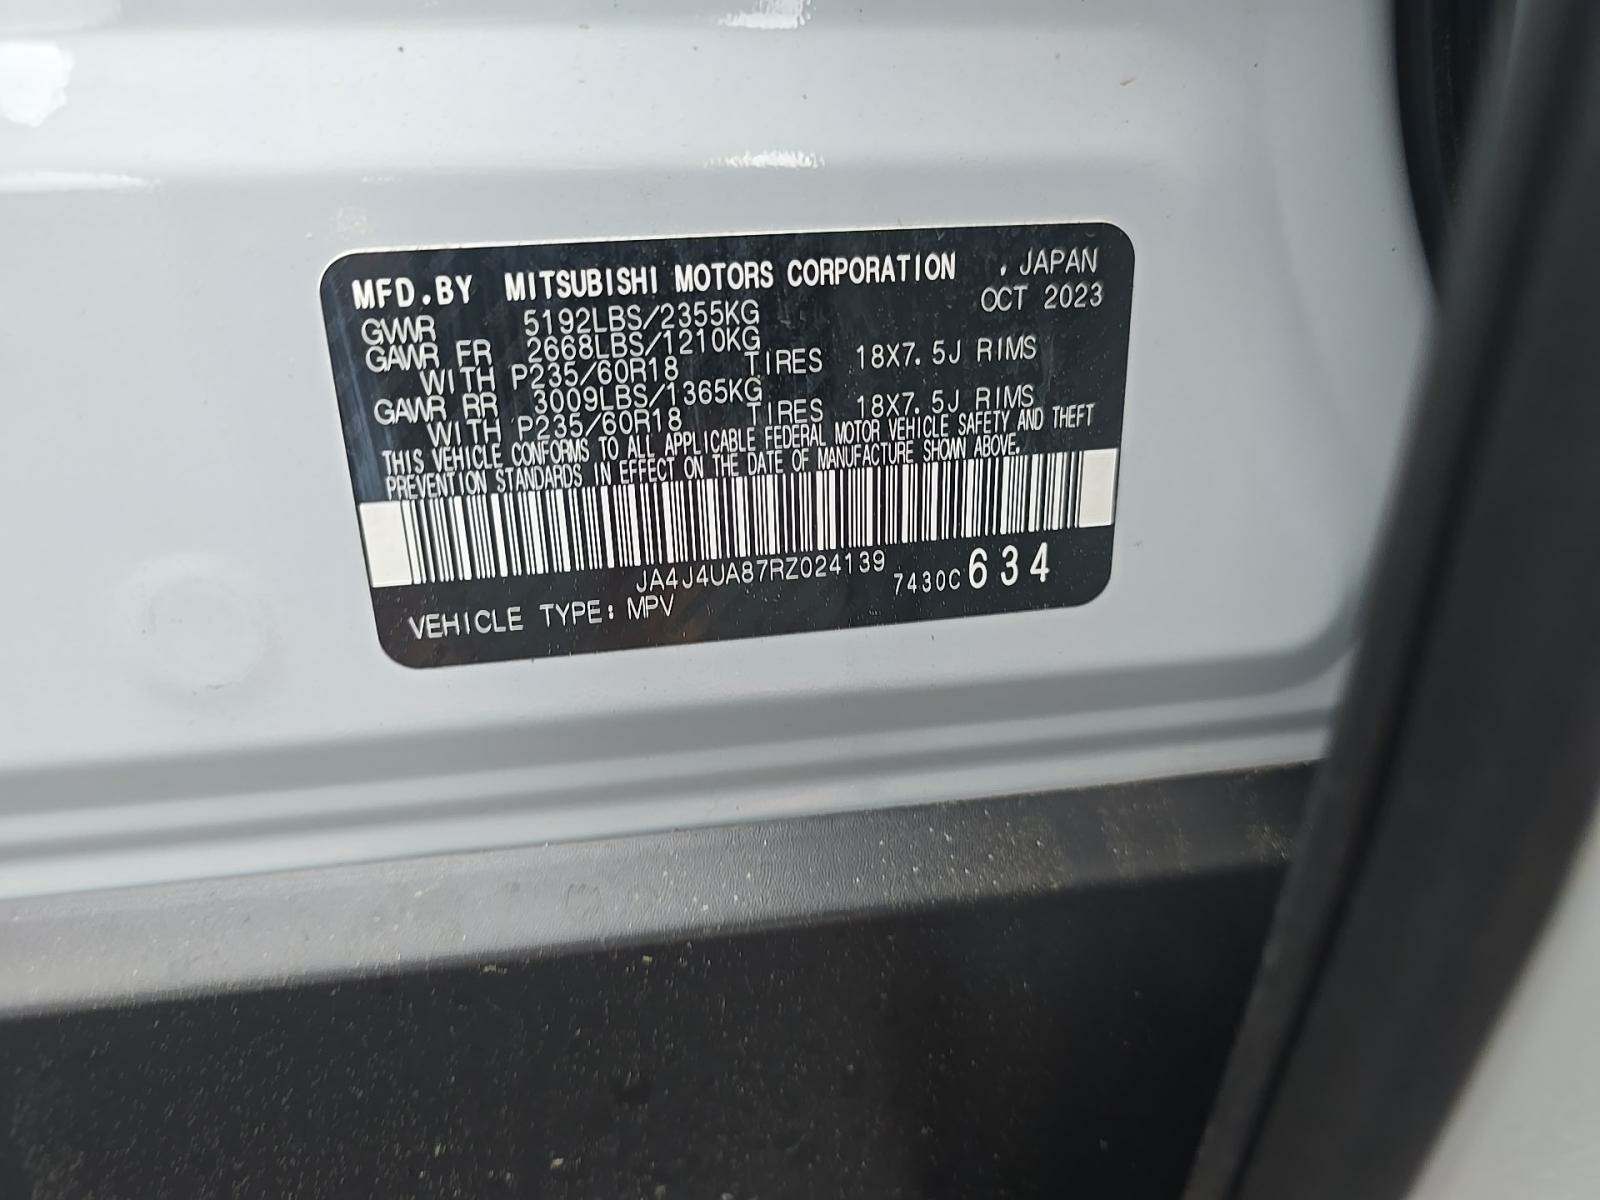 MFD.BY MITSUBISHI MOTORS CORPORATION , JAPAN
OCT 2023
GVWR 5192LBS/2355KG
GAWR FR 2668LBS/1210KG
WITH P235/60R18 TIRES 18X7.5J RIMS
GAWR RR 3009LBS/1365KG
WITH P235/60R18 TIRES 18X7.5J RIMS
THIS VEHICLE CONFORMS TO ALL APPLICABLE FEDERAL MOTOR VEHICLE SAFETY AND THEFT
PREVENTION STANDARDS IN EFFECT ON THE DATE OF MANUFACTURE SHOWN ABOVE.
JA4J4UA87RZ024139 7430C 634
VEHICLE TYPE: MPV